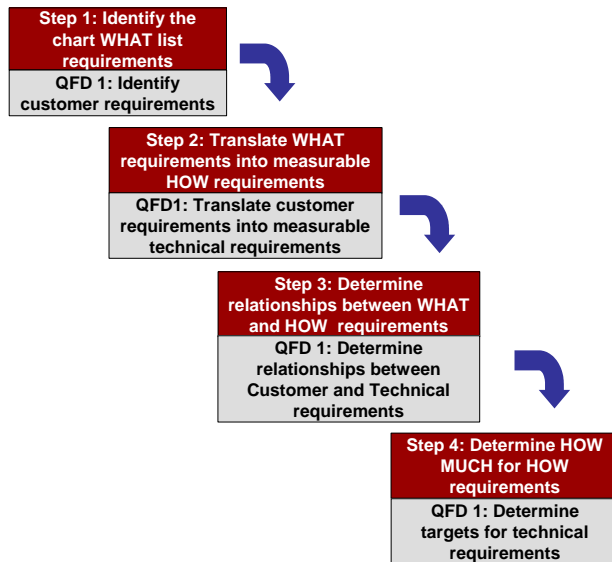 Step 1: Identify the
chart WHAT list
requirements
QFD 1: Identify
customer requirements
Step 2: Translate WHAT
requirements into measurable
HOW requirements
QFD1: Translate customer
requirements into measurable
technical requirements
Step 3: Determine
relationships between WHAT
and HOW requirements
QFD 1: Determine
relationships between
Customer and Technical
requirements
Step 4: Determine HOW
MUCH for HOW
requirements
QFD 1: Determine
targets for technical
requirements